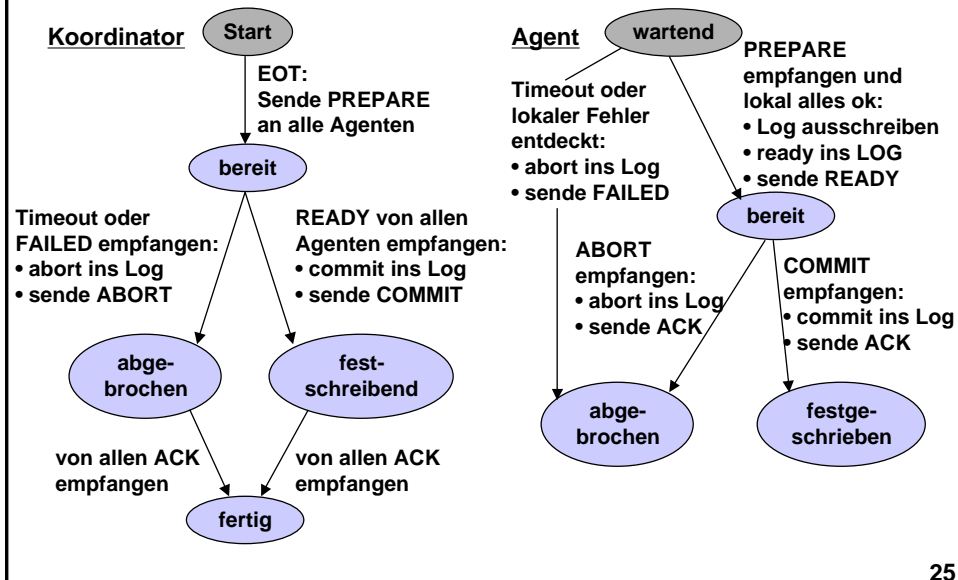 Koordinator
Start
EOT:
Sende PREPARE
an alle Agenten
bereit
Timeout oder
FAILED empfangen:
• abort ins Log
• sende ABORT
READY von allen
Agenten empfangen:
• commit ins Log
• sende COMMIT
abge-
brochen
fest-
schreibend
von allen ACK
empfangen
von allen ACK
empfangen
fertig
Agent
wartend
Timeout oder
lokaler Fehler
entdeckt:
• abort ins Log
• sende FAILED
PREPARE
empfangen und
lokal alles ok:
• Log ausschreiben
• ready ins LOG
• sende READY
bereit
ABORT
empfangen:
• abort ins Log
• sende ACK
COMMIT
empfangen:
• commit ins Log
• sende ACK
abge-
brochen
festge-
schrieben
25